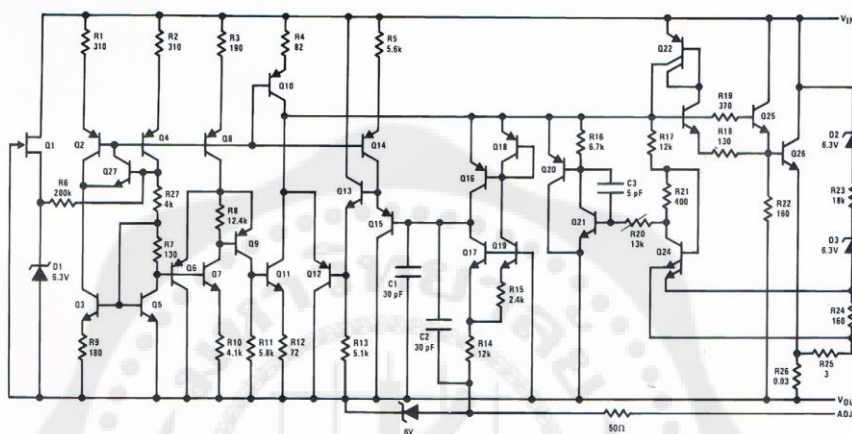 R1 310
R2 310
R3 190
R4 82
R5 5.6k
VIN
Q22
Q10
R19 370
Q25
Q1
Q2
Q4
Q8
Q14
Q18
R16 6.7k
R17 12k
R18 130
Q26
D2 6.3V
Q27
Q16
Q20
C3 5 pF
R6 200k
R27 4k
Q13
Q21
R21 400
R23 18k
R8 12.4k
Q15
R20 13k
R22 160
R7 130
Q9
Q17
Q19
Q24
D3 6.3V
D1 6.3V
Q6
Q7
Q11
Q12
C1 30 pF
R15 2.4k
Q3
Q5
C2 30 pF
R24 160
R9 180
R10 4.1k
R11 5.8k
R12 72
R13 5.1k
R14 12k
R26 0.03
R25 3
VOU
6V
50Ω
ADJ